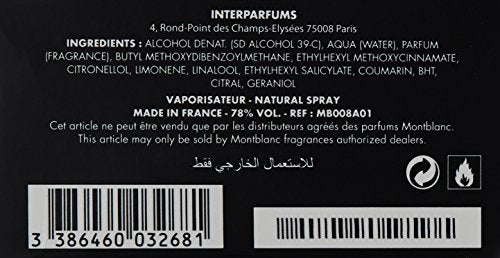 INTERPARFUMS
4, Rond-Point des Champs-Elysées 75008 Paris
INGREDIENTS : ALCOHOL DENAT. (SD ALCOHOL 39-C), AQUA (WATER), PARFUM
(FRAGRANCE), BUTYL METHOXYDIBENZOYLMETHANE, ETHYLHEXYL METHOXYCINNAMATE,
CITRONELLOL, LIMONENE, LINALOOL, ETHYLHEXYL SALICYLATE, COUMARIN, BHT,
CITRAL, GERANIOL
VAPORISATEUR - NATURAL SPRAY
MADE IN FRANCE - 78% VOL. - REF : MB008A01
Cet article ne peut être vendu que par les distributeurs agréés des parfums Montblanc.
This article may only be sold by Montblanc fragrances authorized dealers.
للاستعمال الخارجي فقط
3 386460 032681